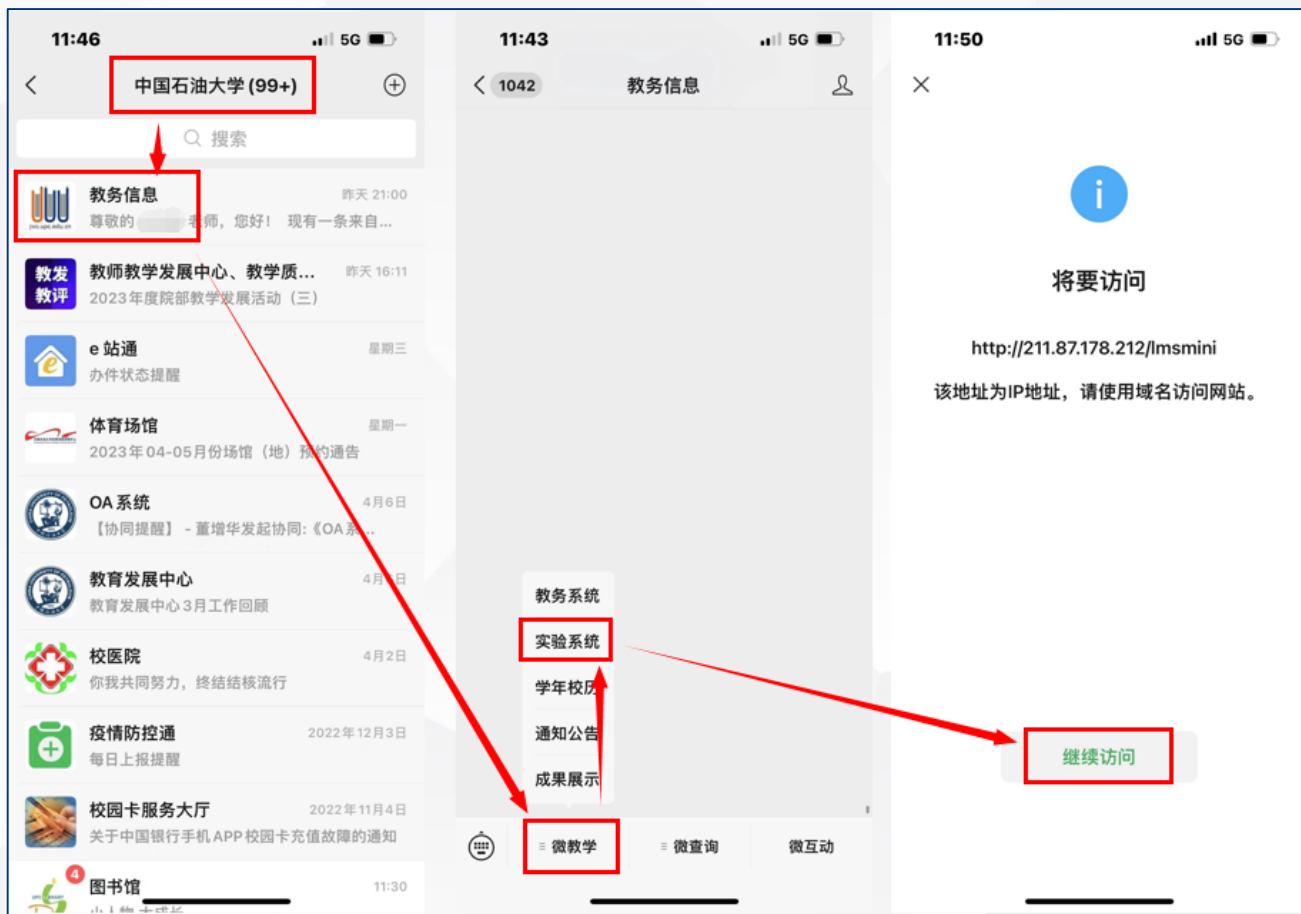 11:46
5G
中国石油大学(99+)
搜索
教务信息
昨天 21:00
尊敬的 老师，您好！ 现有一条来自...
教发
教评
教师教学发展中心、教学质...
昨天 16:11
2023年度院部教学发展活动（三）
e 站通
星期三
办件状态提醒
体育场馆
星期一
2023年04-05月份场馆（地）预约通告
OA 系统
4月6日
【协同提醒】 - 董增华发起协同:《OA系...
教育发展中心
教育发展中心3月工作回顾
校医院
4月2日
你我共同努力，终结结核流行
疫情防控通
2022年12月3日
每日上报提醒
校园卡服务大厅
2022年11月4日
关于中国银行手机APP校园卡充值故障的通知
4
图书馆
11:30
11:43
5G
1042
教务信息
教务系统
实验系统
学年校历
通知公告
成果展示
微教学
微查询
微互动
11:50
5G
将要访问
http://211.87.178.212/lmsmini
该地址为IP地址，请使用域名访问网站。
继续访问